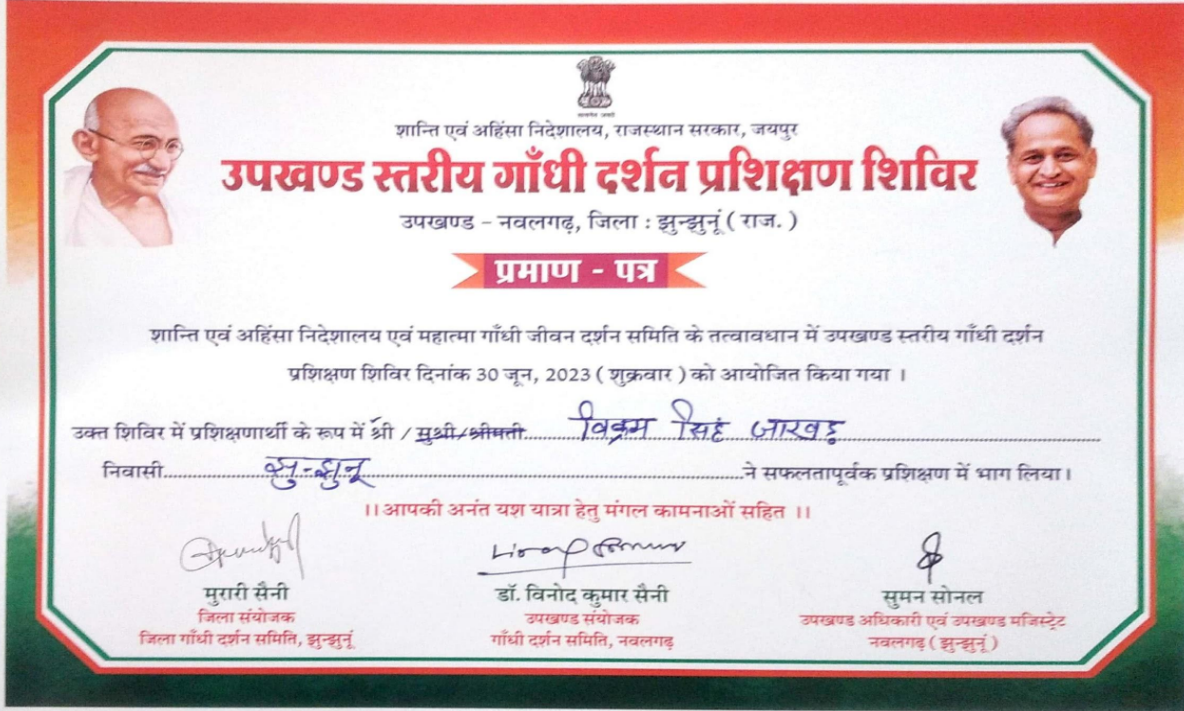 शान्ति एवं अहिंसा निदेशालय, राजस्थान सरकार, जयपुर
उपखण्ड स्तरीय गाँधी दर्शन प्रशिक्षण शिविर
उपखण्ड - नवलगढ़, जिला : झुन्झुनूं ( राज. )
प्रमाण - पत्र
शान्ति एवं अहिंसा निदेशालय एवं महात्मा गाँधी जीवन दर्शन समिति के तत्वावधान में उपखण्ड स्तरीय गाँधी दर्शन
प्रशिक्षण शिविर दिनांक 30 जून, 2023 ( शुक्रवार ) को आयोजित किया गया ।
उक्त शिविर में प्रशिक्षणार्थी के रूप में श्री / सुश्री/श्रीमती विक्रम सिंह जाखड़
निवासी झुन्झुनू ने सफलतापूर्वक प्रशिक्षण में भाग लिया।
।। आपकी अनंत यश यात्रा हेतु मंगल कामनाओं सहित ।।
मुरारी सैनी डॉ. विनोद कुमार सैनी सुमन सोनल
जिला संयोजक उपखण्ड संयोजक उपखण्ड अधिकारी एवं उपखण्ड मजिस्ट्रेट
जिला गाँधी दर्शन समिति, झुन्झुनूं गाँधी दर्शन समिति, नवलगढ़ नवलगढ़ ( झुन्झुनूं )